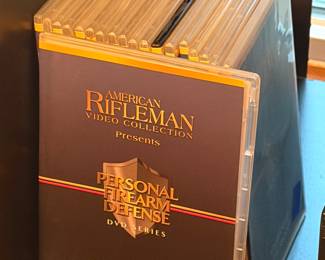 AMERICAN
RIFLEMAN
VIDEO COLLECTION
Presents
PERSONAL
FIREARM
DEFENSE
DVD SERIES